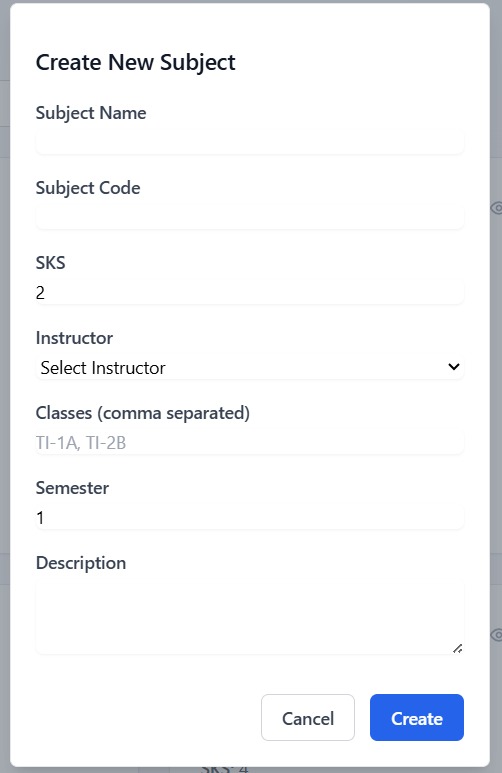 Create New Subject
Subject Name
Subject Code
SKS
2
Instructor
Select Instructor
Classes (comma separated)
TI-1A, TI-2B
Semester
1
Description
Cancel
Create
SKS: 4